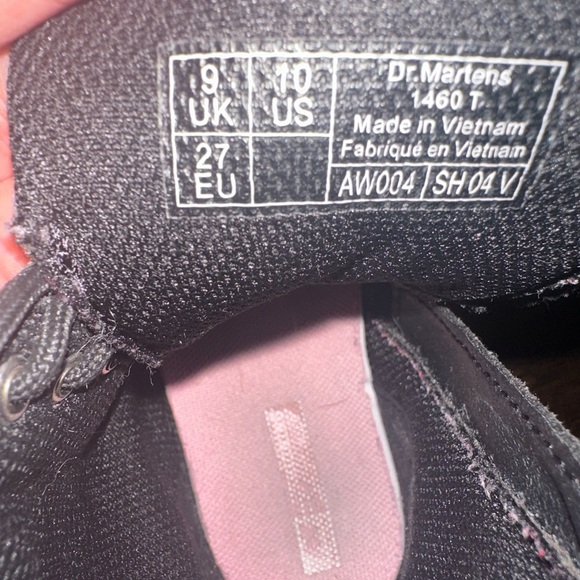 9 UK
10 US
27 EU
Dr.Martens
1460 T
Made in Vietnam
Fabriqué en Vietnam
AW004 SH 04 V